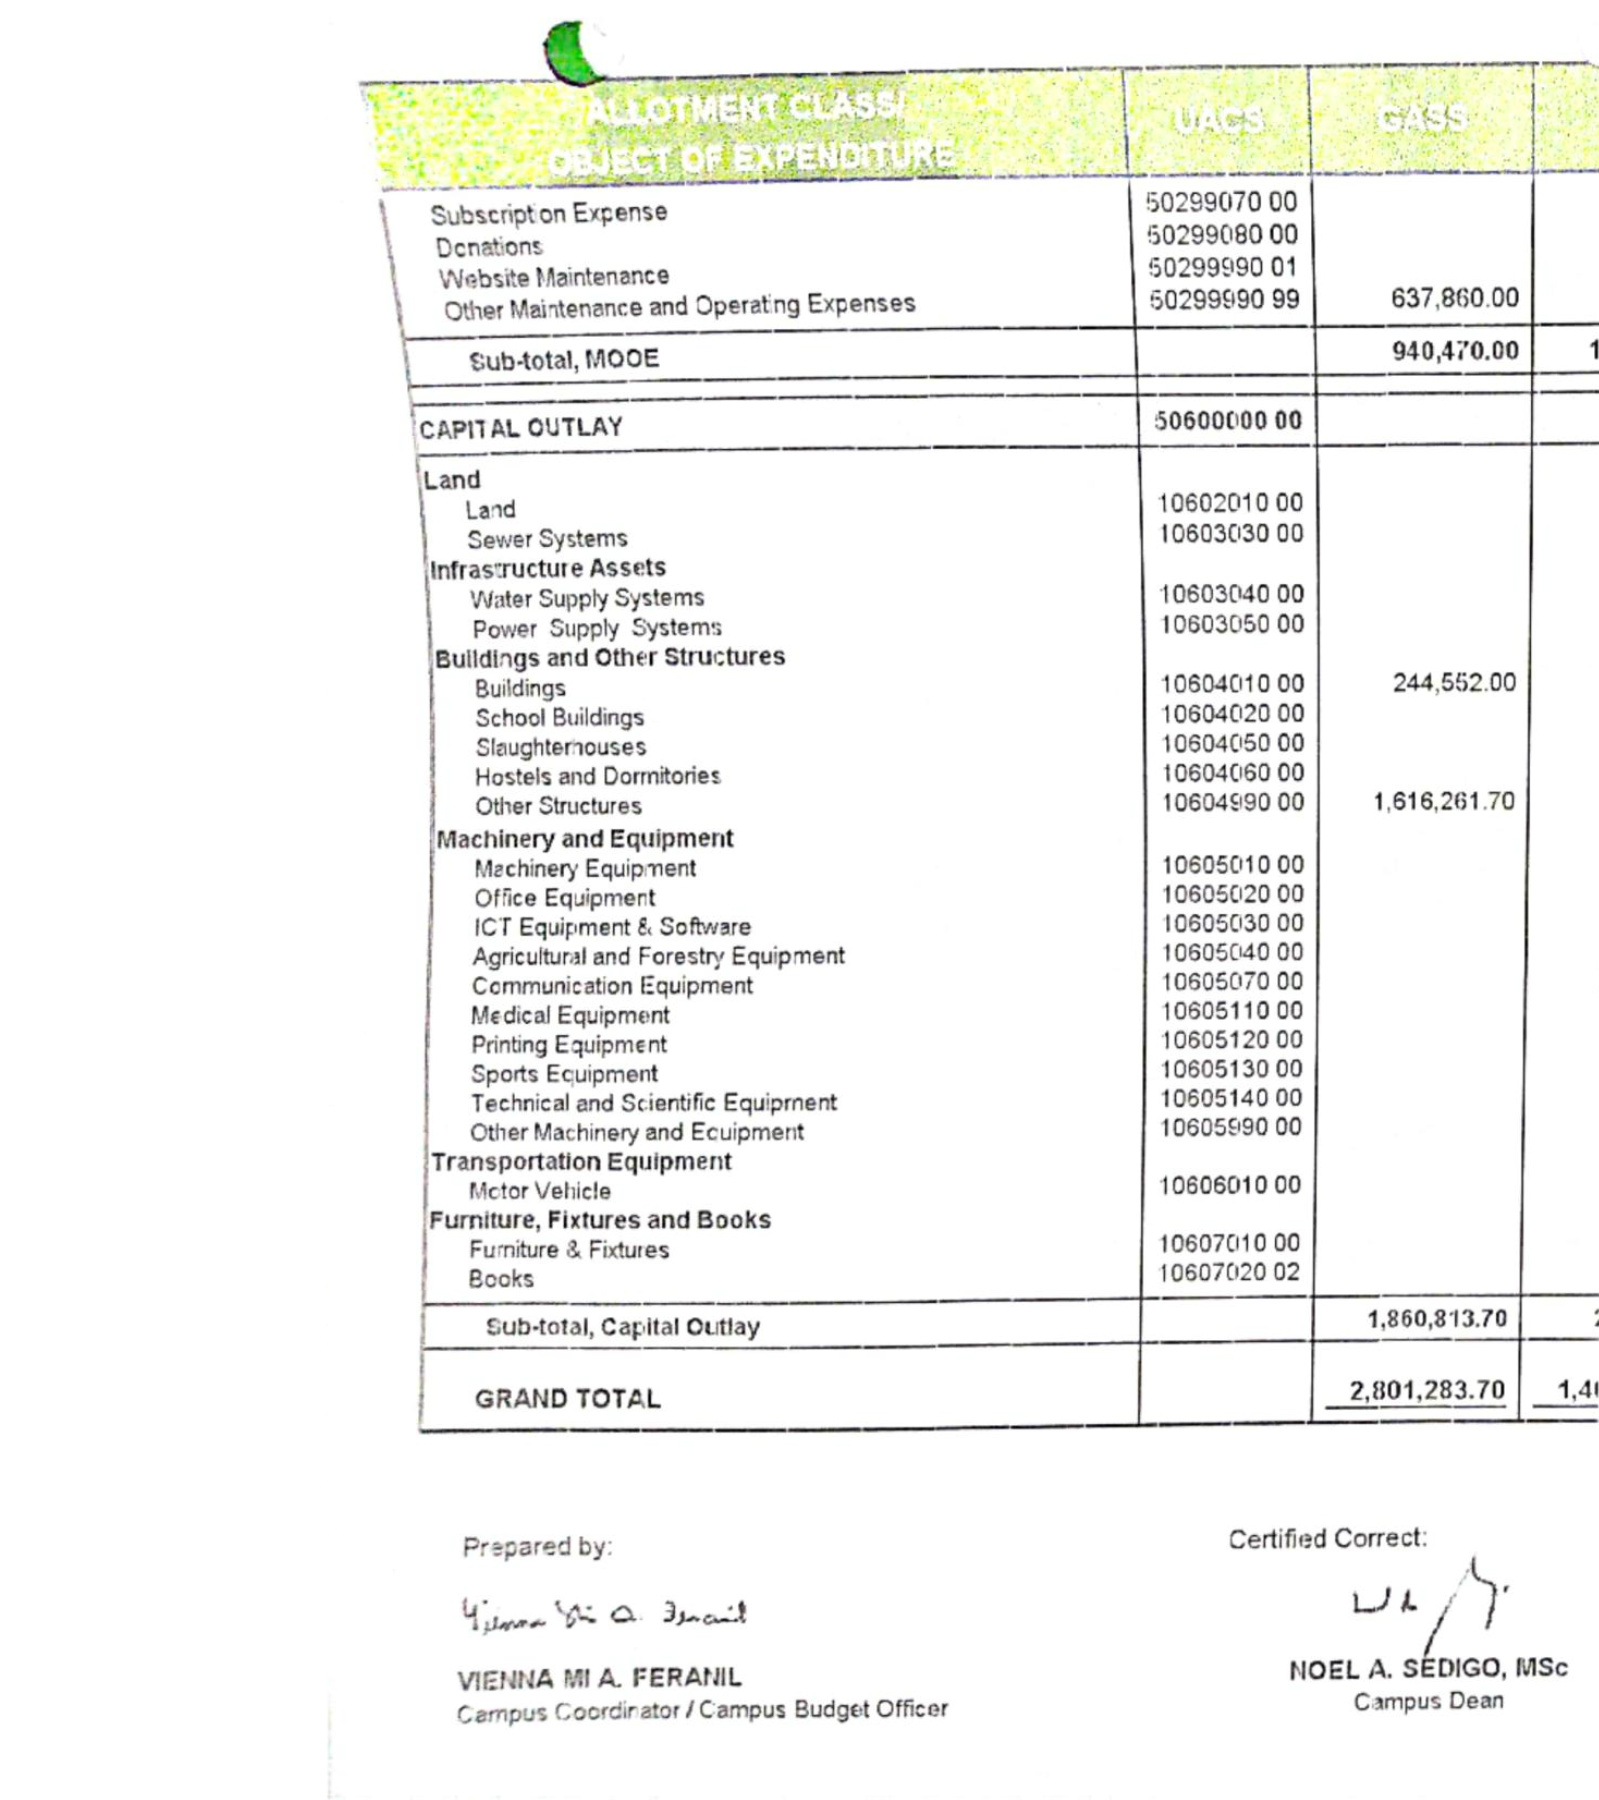 ALLOTMENT CLASS/ UACS GASS
OBJECT OF EXPENDITURE
Subscription Expense 50299070 00
Donations 50299080 00
Website Maintenance 50299990 01
Other Maintenance and Operating Expenses 50299990 99 637,860.00
Sub-total, MOOE 940,470.00 1
CAPITAL OUTLAY 50600000 00
Land
Land 10602010 00
Sewer Systems 10603030 00
Infrastructure Assets
Water Supply Systems 10603040 00
Power Supply Systems 10603050 00
Buildings and Other Structures
Buildings 10604010 00 244,552.00
School Buildings 10604020 00
Slaughterhouses 10604050 00
Hostels and Dormitories 10604060 00
Other Structures 10604990 00 1,616,261.70
Machinery and Equipment
Machinery Equipment 10605010 00
Office Equipment 10605020 00
ICT Equipment & Software 10605030 00
Agricultural and Forestry Equipment 10605040 00
Communication Equipment 10605070 00
Medical Equipment 10605110 00
Printing Equipment 10605120 00
Sports Equipment 10605130 00
Technical and Scientific Equipment 10605140 00
Other Machinery and Equipment 10605990 00
Transportation Equipment
Motor Vehicle 10606010 00
Furniture, Fixtures and Books
Furniture & Fixtures 10607010 00
Books 10607020 02
Sub-total, Capital Outlay 1,860,813.70 2
GRAND TOTAL 2,801,283.70 1,4
Prepared by: Certified Correct:
VIENNA MI A. FERANIL NOEL A. SEDIGO, MSc
Campus Coordinator / Campus Budget Officer Campus Dean